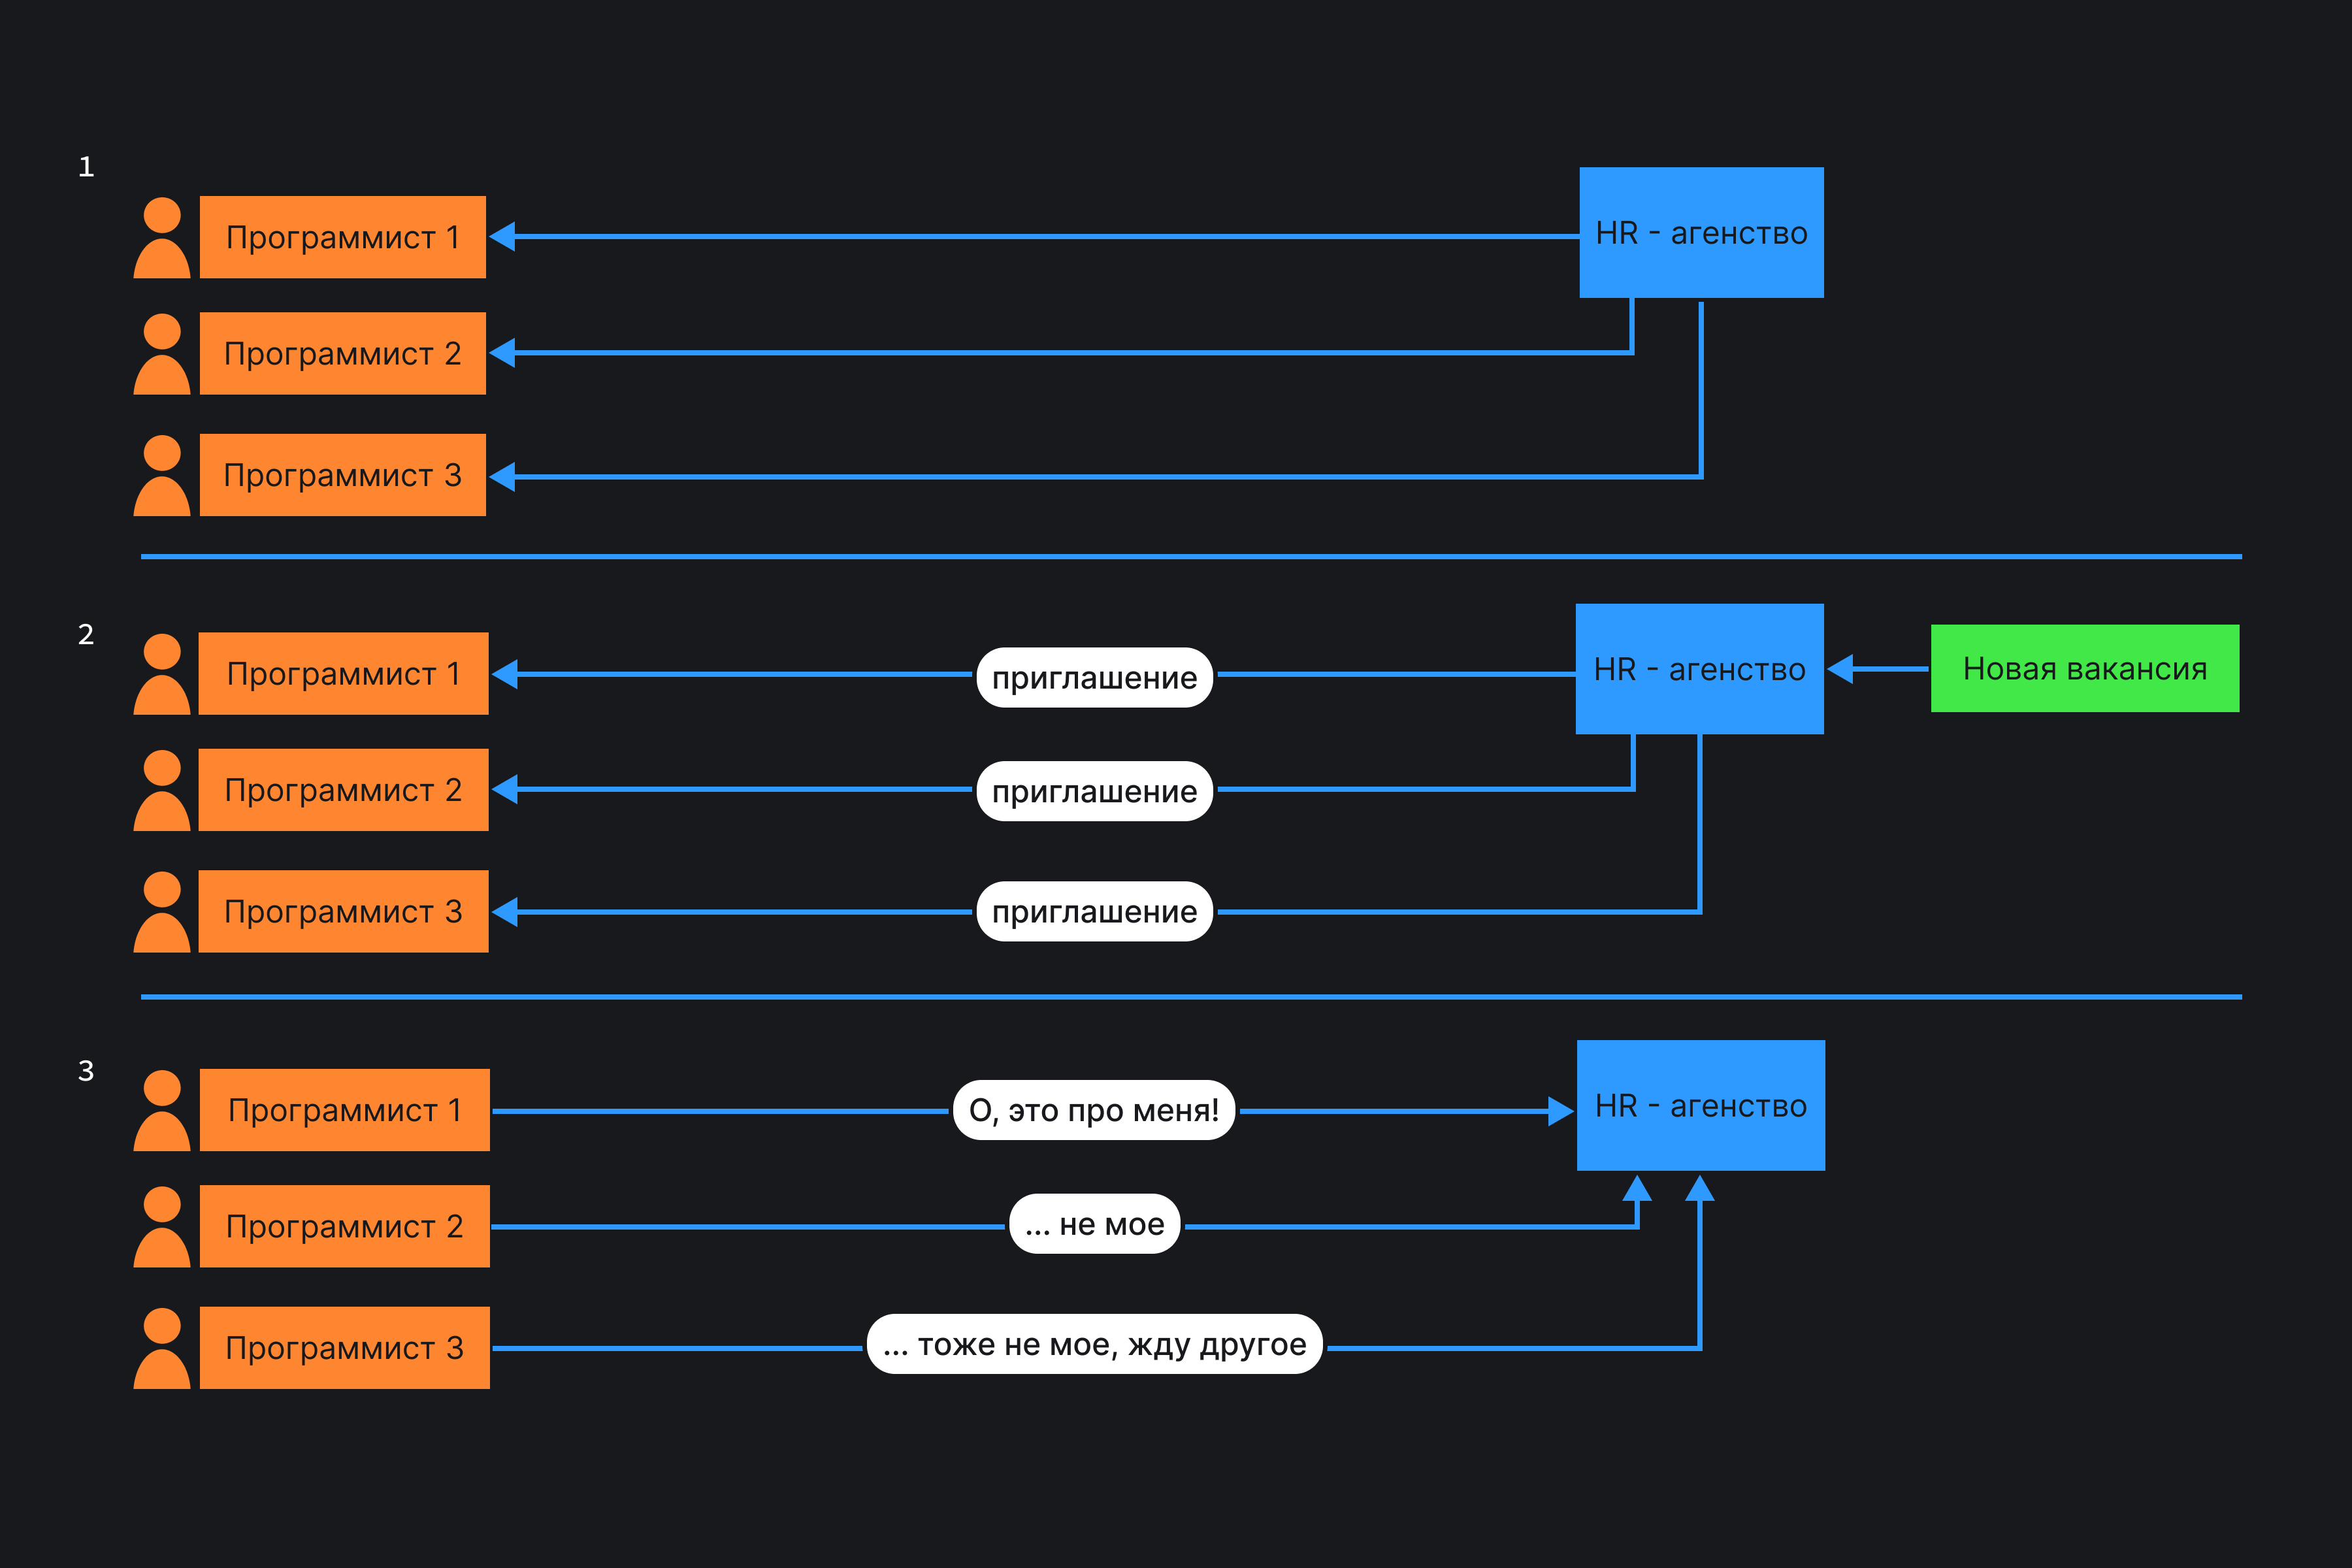 1
Программист 1
HR - агенство
Программист 2
Программист 3
2
Программист 1
приглашение
HR - агенство
Новая вакансия
Программист 2
приглашение
Программист 3
приглашение
3
Программист 1
О, это про меня!
HR - агенство
Программист 2
... не мое
Программист 3
... тоже не мое, жду другое